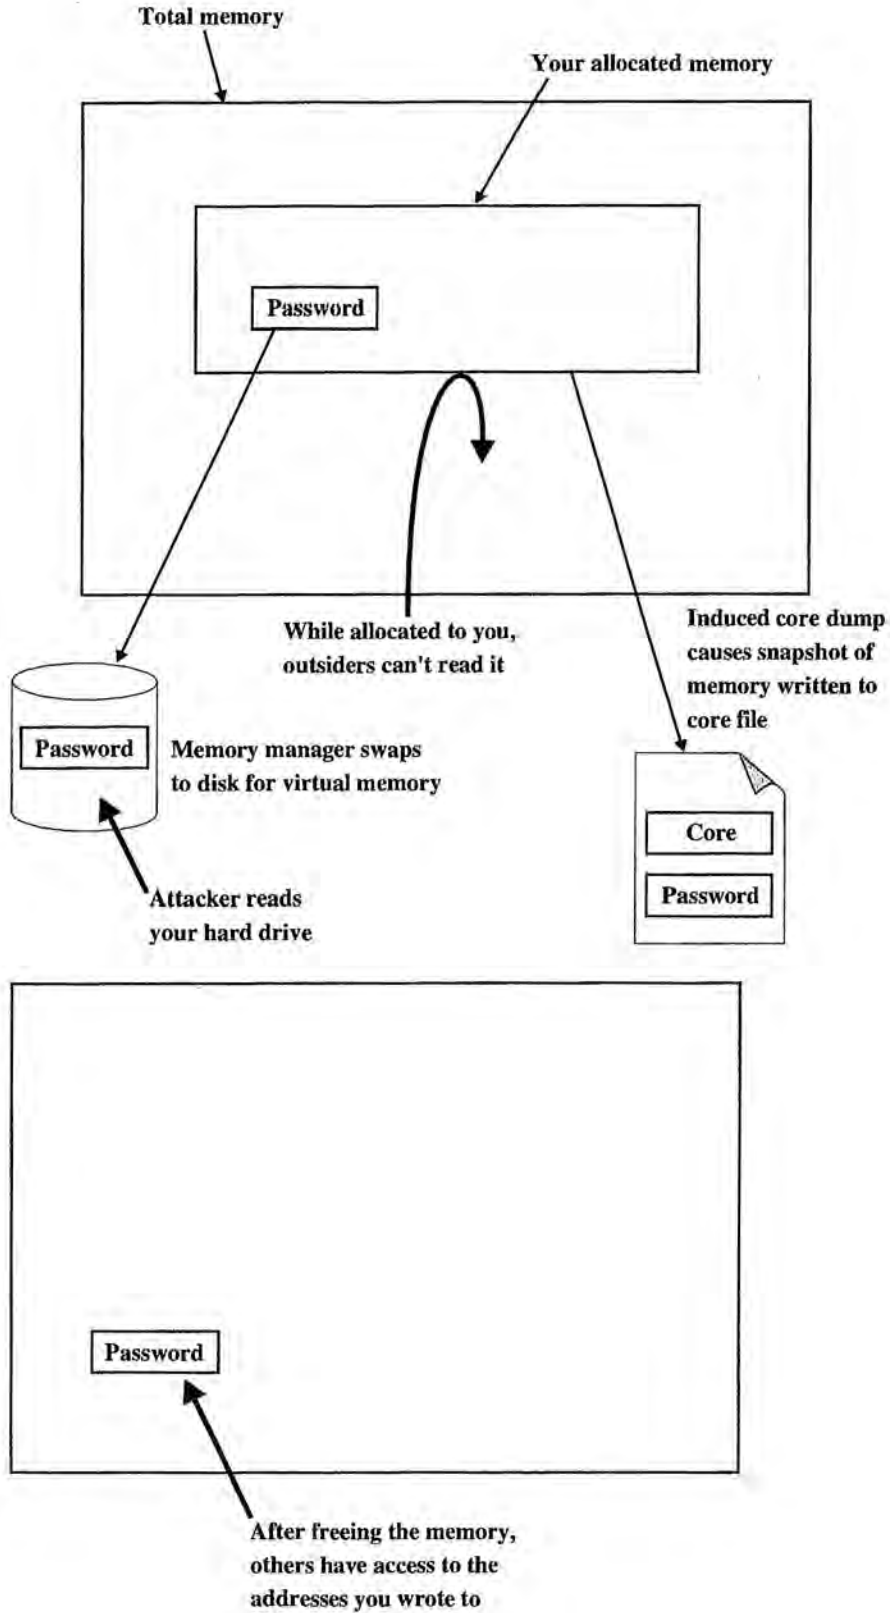 Total memory
Your allocated memory
Password
While allocated to you,
outsiders can't read it
Induced core dump
causes snapshot of
memory written to
core file
Password
Memory manager swaps
to disk for virtual memory
Core
Password
Attacker reads
your hard drive
Password
After freeing the memory,
others have access to the
addresses you wrote to